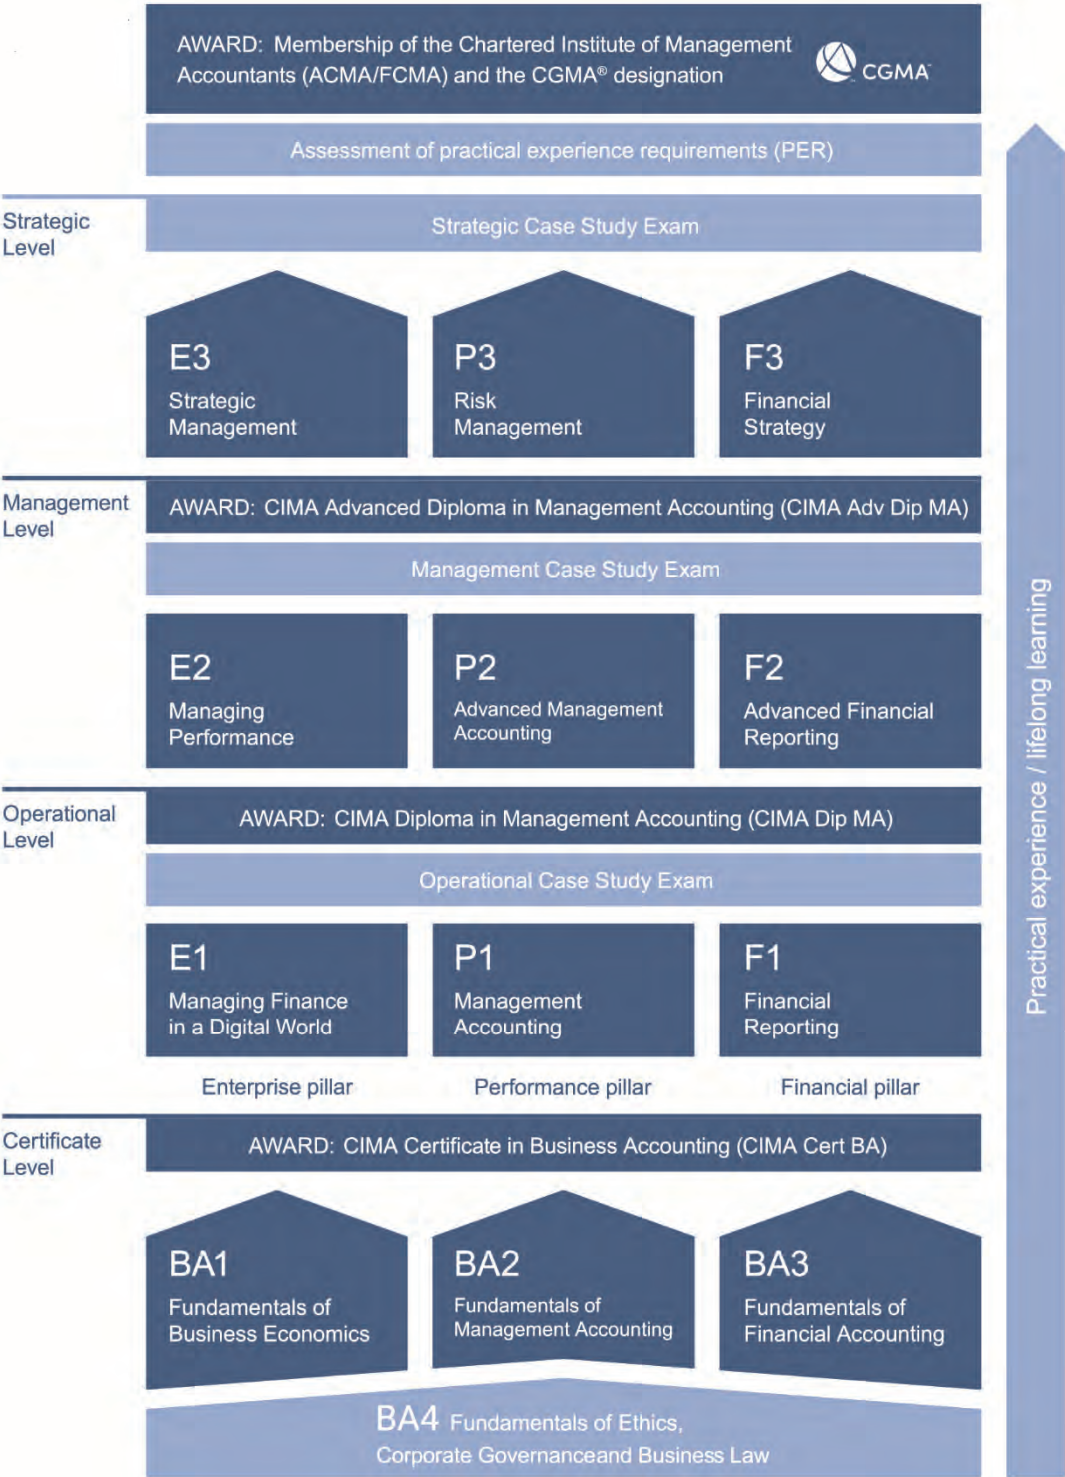 AWARD: Membership of the Chartered Institute of Management
Accountants (ACMA/FCMA) and the CGMA® designation
CGMA™
Assessment of practical experience requirements (PER)
Strategic
Level
Strategic Case Study Exam
E3
Strategic
Management
P3
Risk
Management
F3
Financial
Strategy
Management
Level
AWARD: CIMA Advanced Diploma in Management Accounting (CIMA Adv Dip MA)
Management Case Study Exam
E2
Managing
Performance
P2
Advanced Management
Accounting
F2
Advanced Financial
Reporting
Operational
Level
AWARD: CIMA Diploma in Management Accounting (CIMA Dip MA)
Operational Case Study Exam
E1
Managing Finance
in a Digital World
P1
Management
Accounting
F1
Financial
Reporting
Enterprise pillar
Performance pillar
Financial pillar
Certificate
Level
AWARD: CIMA Certificate in Business Accounting (CIMA Cert BA)
BA1
Fundamentals of
Business Economics
BA2
Fundamentals of
Management Accounting
BA3
Fundamentals of
Financial Accounting
BA4 Fundamentals of Ethics,
Corporate Governanceand Business Law
Practical experience / lifelong learning